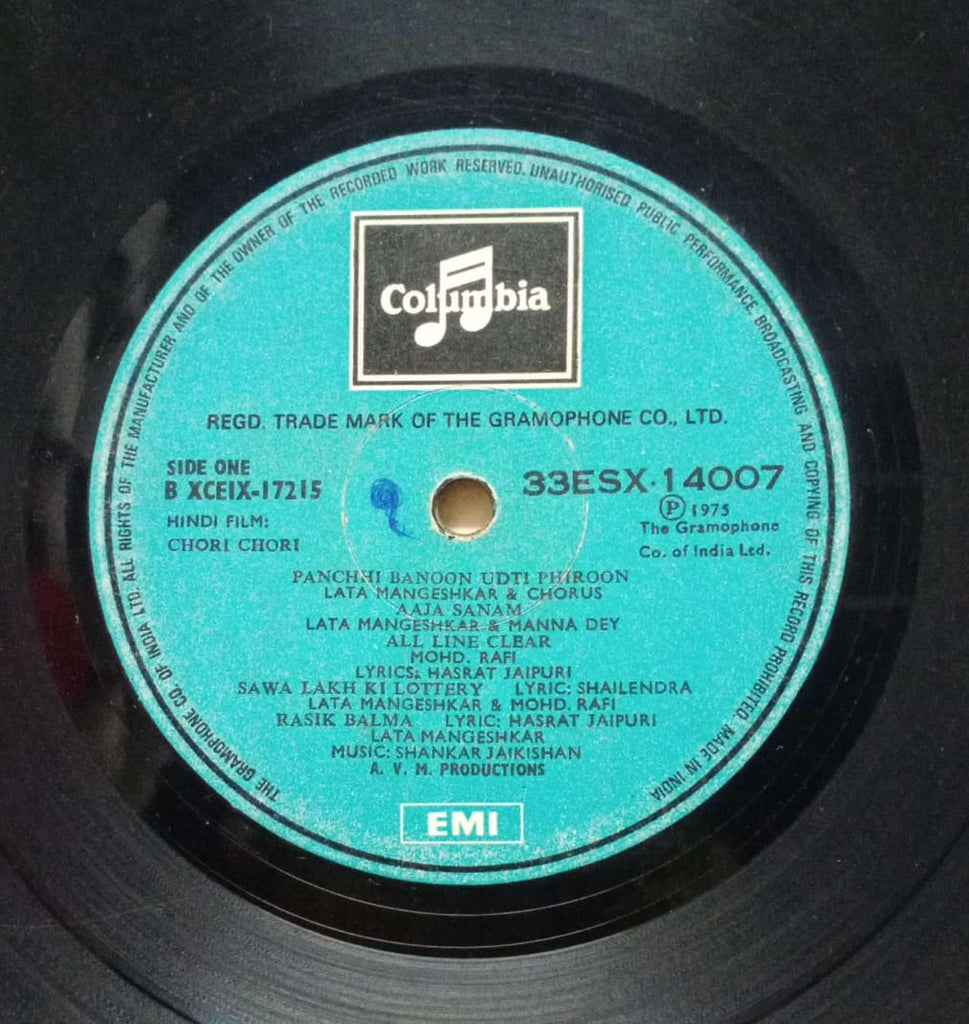 THE GRAMOPHONE CO. OF INDIA LTD. ALL RIGHTS OF THE MANUFACTURER AND OF THE OWNER OF THE RECORDED WORK RESERVED. UNAUTHORISED PUBLIC PERFORMANCE, BROADCASTING AND COPYING OF THIS RECORD PROHIBITED. MADE IN INDIA
Columbia
REGD. TRADE MARK OF THE GRAMOPHONE CO., LTD.
SIDE ONE
B XCEIX-17215
HINDI FILM:
CHORI CHORI
33ESX·14007
Ⓟ 1975
The Gramophone
Co. of India Ltd.
PANCHHI BANOON UDTI PHIROON
LATA MANGESHKAR & CHORUS
AAJA SANAM
LATA MANGESHKAR & MANNA DEY
ALL LINE CLEAR
MOHD. RAFI
LYRICS: HASRAT JAIPURI
SAWA LAKH KI LOTTERY LYRIC: SHAILENDRA
LATA MANGESHKAR & MOHD. RAFI
RASIK BALMA LYRIC: HASRAT JAIPURI
LATA MANGESHKAR
MUSIC: SHANKAR JAIKISHAN
A. V. M. PRODUCTIONS
EMI